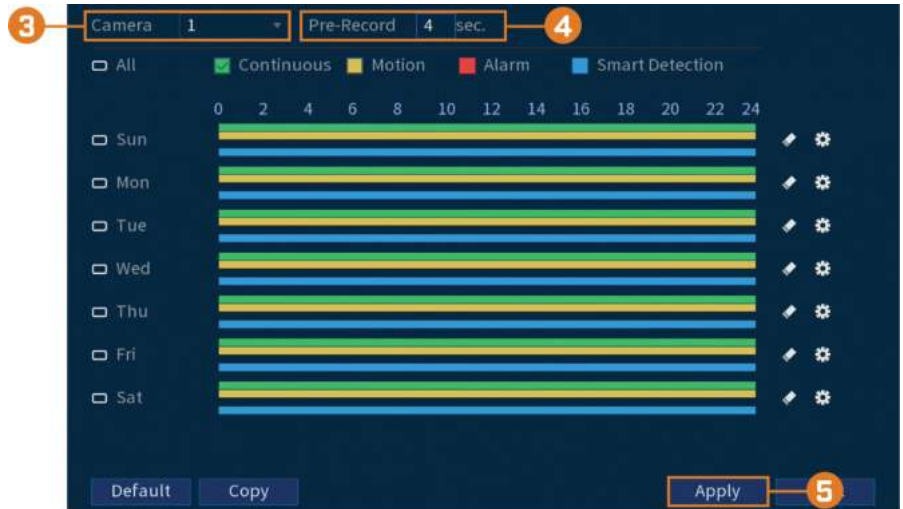 3 Camera 1 Pre-Record 4 sec. 4
All Continuous Motion Alarm Smart Detection
0 2 4 6 8 10 12 14 16 18 20 22 24
Sun
Mon
Tue
Wed
Thu
Fri
Sat
Default Copy Apply 5